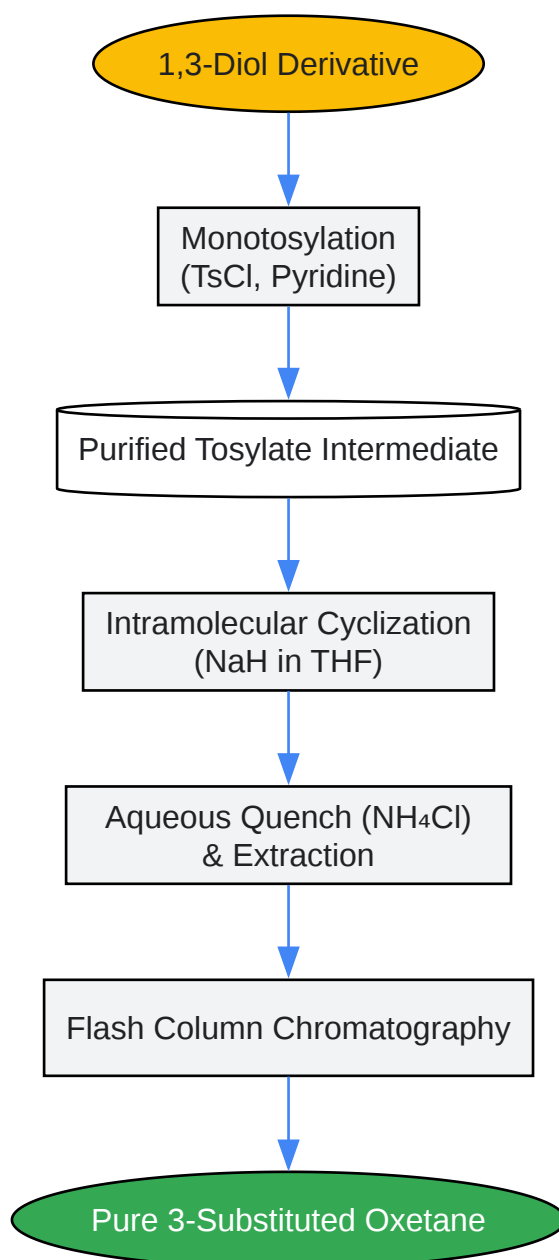 1,3-Diol Derivative
Monotosylation
(TsCl, Pyridine)
Purified Tosylate Intermediate
Intramolecular Cyclization
(NaH in THF)
Aqueous Quench (NH₄Cl)
& Extraction
Flash Column Chromatography
Pure 3-Substituted Oxetane